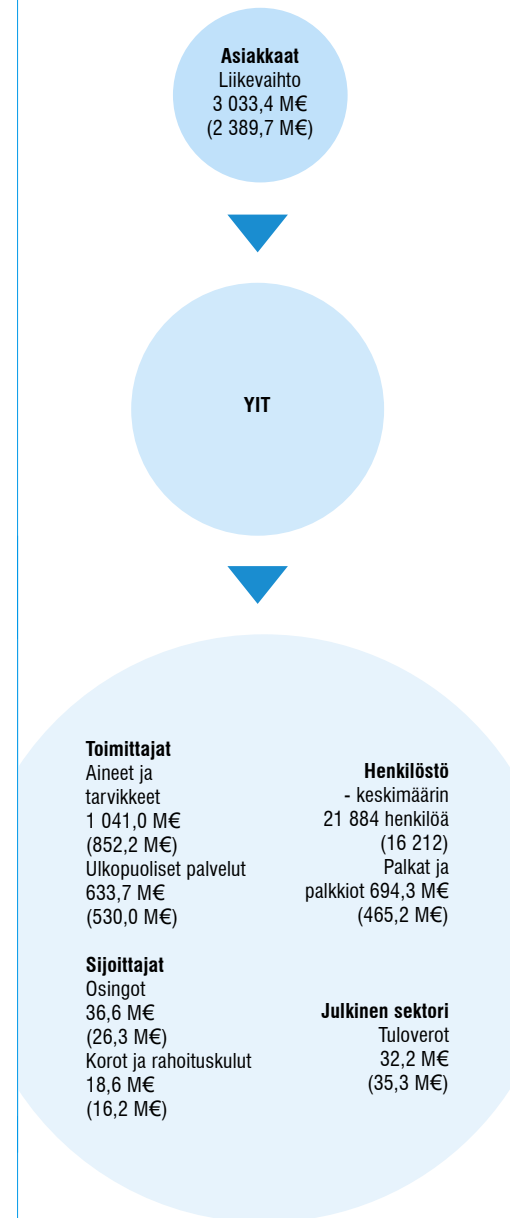 Asiakkaat
Liikevaihto
3 033,4 M€
(2 389,7 M€)
YIT
Toimittajat
Aineet ja
tarvikkeet
1 041,0 M€
(852,2 M€)
Ulkopuoliset palvelut
633,7 M€
(530,0 M€)
Henkilöstö
- keskimäärin
21 884 henkilöä
(16 212)
Palkat ja
palkkiot 694,3 M€
(465,2 M€)
Sijoittajat
Osingot
36,6 M€
(26,3 M€)
Korot ja rahoituskulut
18,6 M€
(16,2 M€)
Julkinen sektori
Tuloverot
32,2 M€
(35,3 M€)